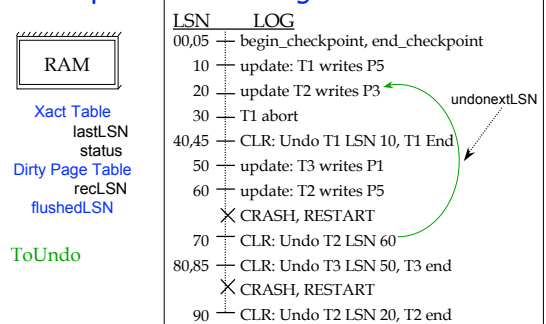 RAM
Xact Table
lastLSN
status
Dirty Page Table
recLSN
flushedLSN
ToUndo
LSN LOG
00,05 begin_checkpoint, end_checkpoint
10 update: T1 writes P5
20 update T2 writes P3
30 T1 abort
40,45 CLR: Undo T1 LSN 10, T1 End
50 update: T3 writes P1
60 update: T2 writes P5
CRASH, RESTART
70 CLR: Undo T2 LSN 60
80,85 CLR: Undo T3 LSN 50, T3 end
CRASH, RESTART
90 CLR: Undo T2 LSN 20, T2 end
undonextLSN